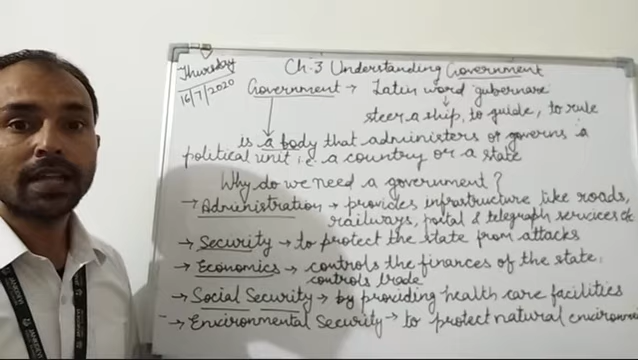 Thursday
16/7/2020
Ch-3 Understanding Government
Government → Latin word gubernare
steer a ship, to guide, to rule
is a body that administers or governs a
political unit i.e a country or a state
Why do we need a government?
→ Administration → provides infrastructure like roads,
railways, postal & telegraph services etc
→ Security → to protect the state from attacks
→ Economics → controls the finances of the state,
controls trade
→ Social Security → by providing health care facilities
→ Environmental Security → to protect natural environme